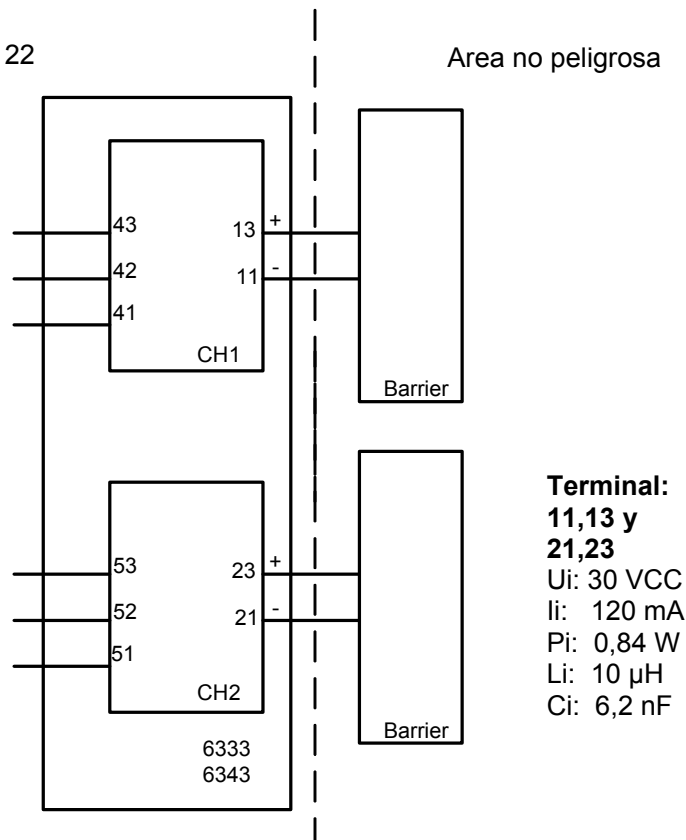 22
Area no peligrosa
43
13
+
42
11
-
41
CH1
Barrier
Terminal:
11,13 y
21,23
Ui: 30 VCC
Ii: 120 mA
Pi: 0,84 W
Li: 10 µH
Ci: 6,2 nF
53
23
+
52
21
-
51
CH2
Barrier
6333
6343